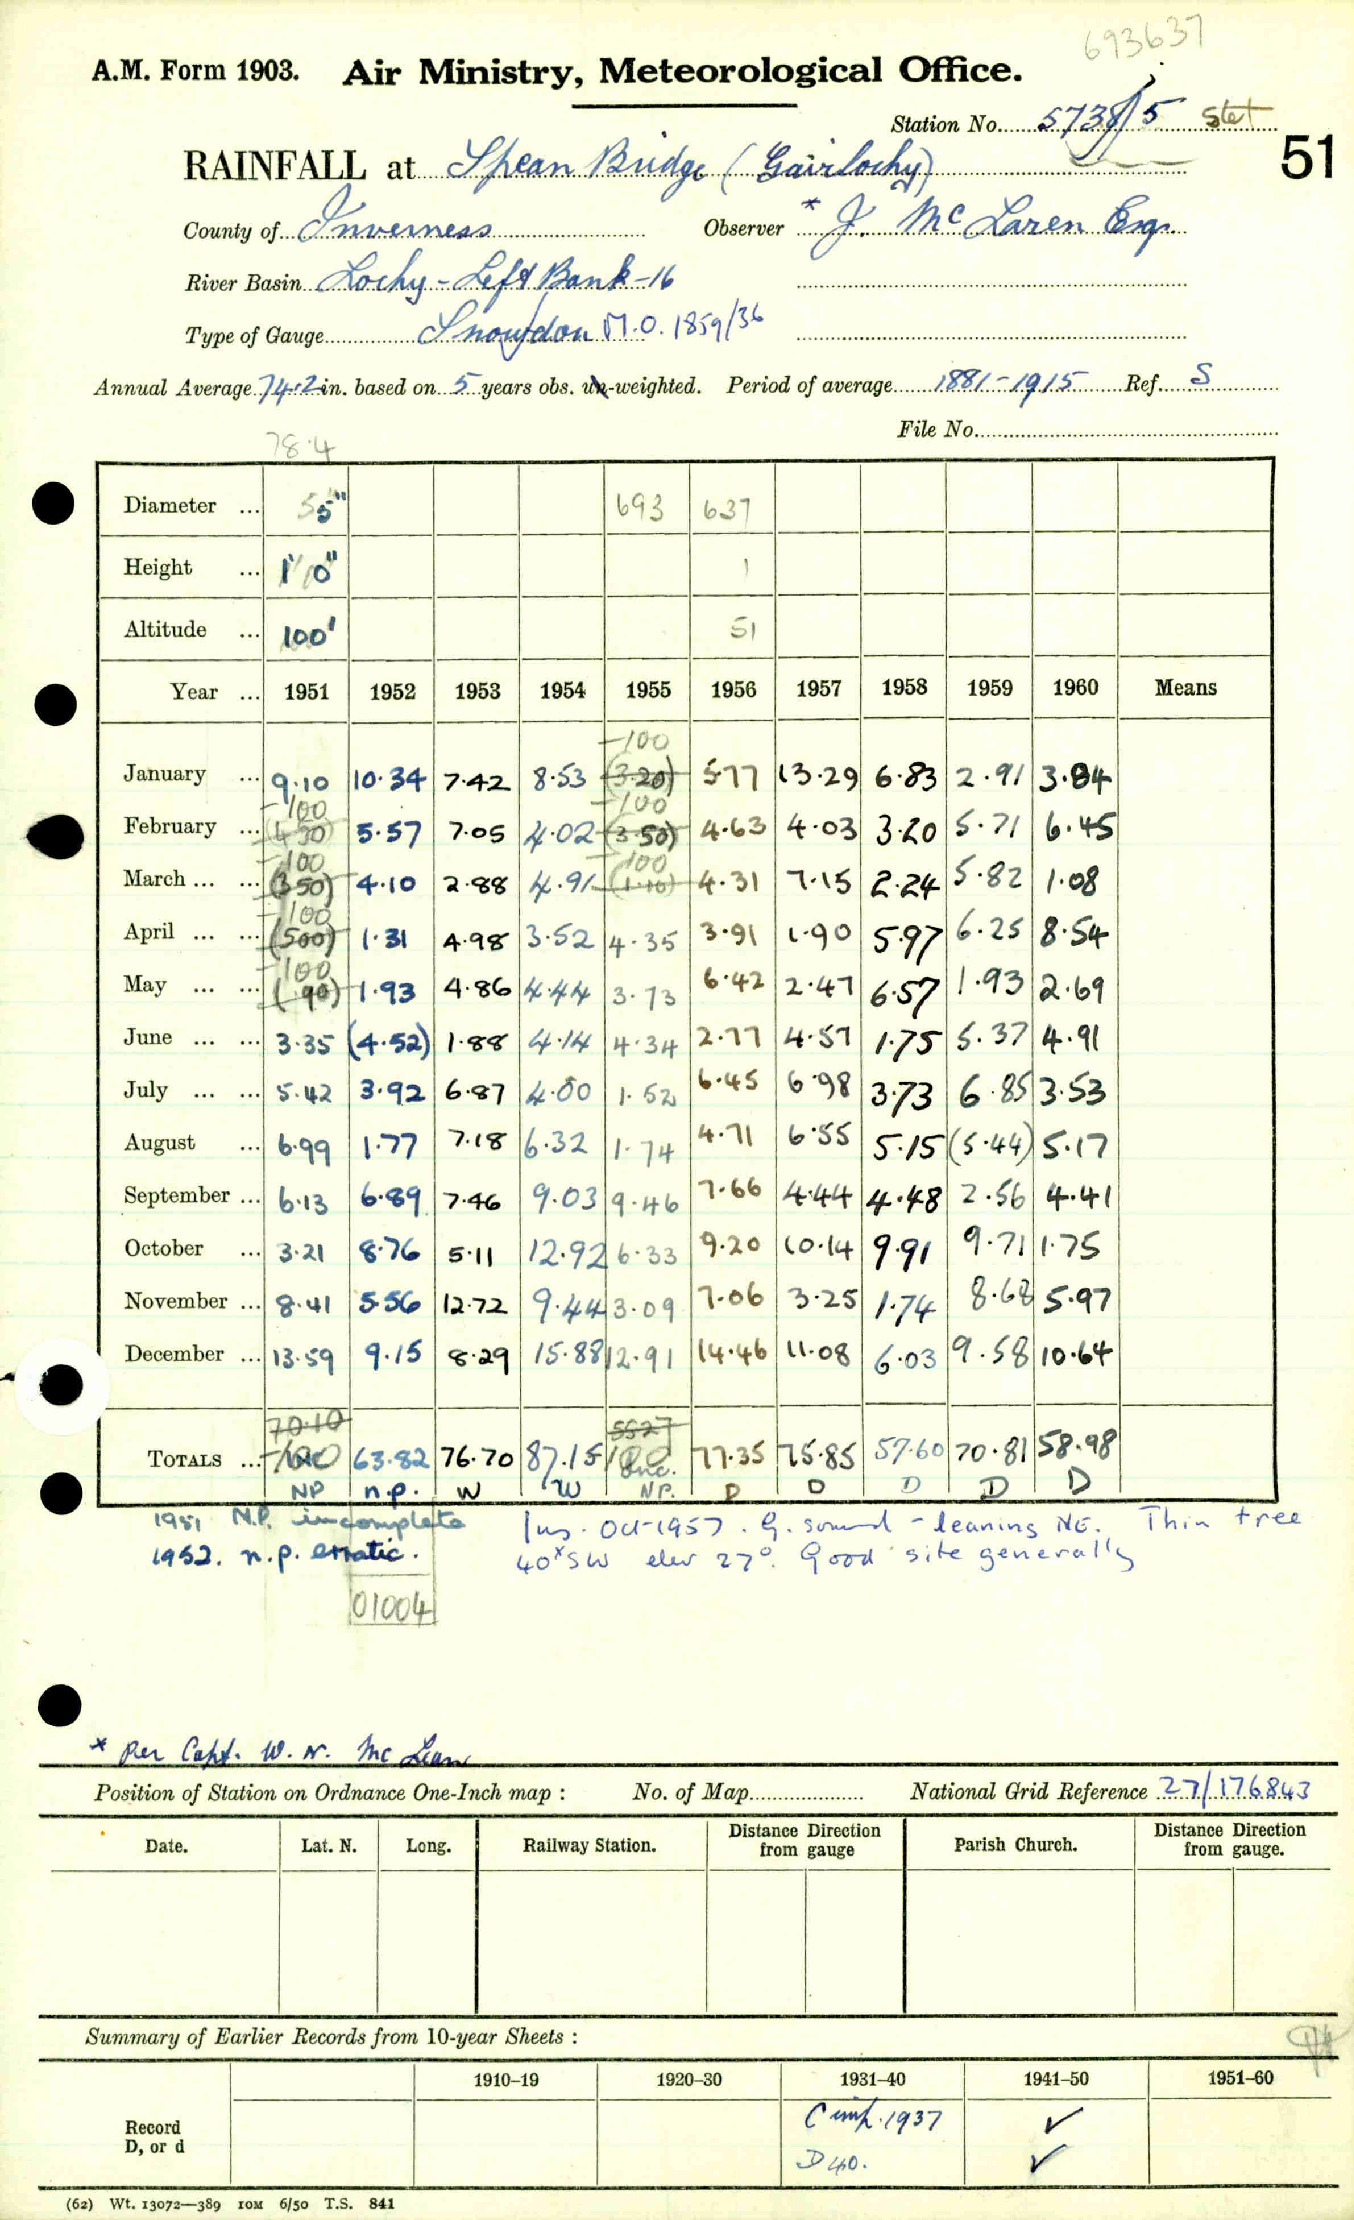 693637
A.M. Form 1903. Air Ministry, Meteorological Office.
Station No. 5738/5 Stet
51
RAINFALL at Spean Bridge (Gairlochy)
County of Inverness Observer * J. McLaren Esq.
River Basin Lochy - Left Bank - 16
Type of Gauge Snowdon M.O. 1859/36
Annual Average 74.2 in. based on 5 years obs. un-weighted. Period of average 1881-1915 Ref. S
File No.
78.4
Diameter ... 5" 693 637
Height ... 1' 0" 1
Altitude ... 100' 51
Year ... 1951 1952 1953 1954 1955 1956 1957 1958 1959 1960 Means
-100
January ... 9.10 10.34 7.42 8.53 (3.20) 5.77 13.29 6.83 2.91 3.84
-100 -100
February ... (4.50) 5.57 7.05 4.02 (3.50) 4.63 4.03 3.20 5.71 6.45
-100 -100
March ... ... (3.50) 4.10 2.88 4.91 (1.10) 4.31 7.15 2.24 5.82 1.08
-100
April ... ... (500) 1.31 4.98 3.52 4.35 3.91 1.90 5.97 6.25 8.54
-100
May ... ... (.90) 1.93 4.86 4.44 3.73 6.42 2.47 6.57 1.93 2.69
June ... ... 3.35 (4.52) 1.88 4.14 4.34 2.77 4.57 1.75 5.37 4.91
July ... ... 5.42 3.92 6.87 4.00 1.52 6.45 6.98 3.73 6.85 3.53
August ... 6.99 1.77 7.18 6.32 1.74 4.71 6.55 5.15 (5.44) 5.17
September ... 6.13 6.89 7.46 9.03 9.46 7.66 4.44 4.48 2.56 4.41
October ... 3.21 8.76 5.11 12.92 6.33 9.20 10.14 9.91 9.71 1.75
November ... 8.41 5.56 12.72 9.44 3.09 7.06 3.25 1.74 8.68 5.97
December ... 13.59 9.15 8.29 15.88 12.91 14.46 11.08 6.03 9.58 10.64
70.10 5527
TOTALS ... -100 63.82 76.70 87.15 inc. 77.35 75.85 57.60 70.81 58.98
NP n.p. W W NP. D D D D D
1951 N.P. incomplete
1952. n.p. erratic.
Ins. Oct-1957. G. sound - leaning NE. Thin tree
40° SW elev 27°. Good site generally
01004
* Per Capt. W. N. McLean
Position of Station on Ordnance One-Inch map : No. of Map National Grid Reference 27/176843
Date. Lat. N. Long. Railway Station. Distance Direction from gauge Parish Church. Distance Direction from gauge.
Summary of Earlier Records from 10-year Sheets :
1910-19 1920-30 1931-40 1941-50 1951-60
Record D, or d C imp. 1937 ✓
D 40. ✓
(62) Wt. 13072—389 10M 6/50 T.S. 841